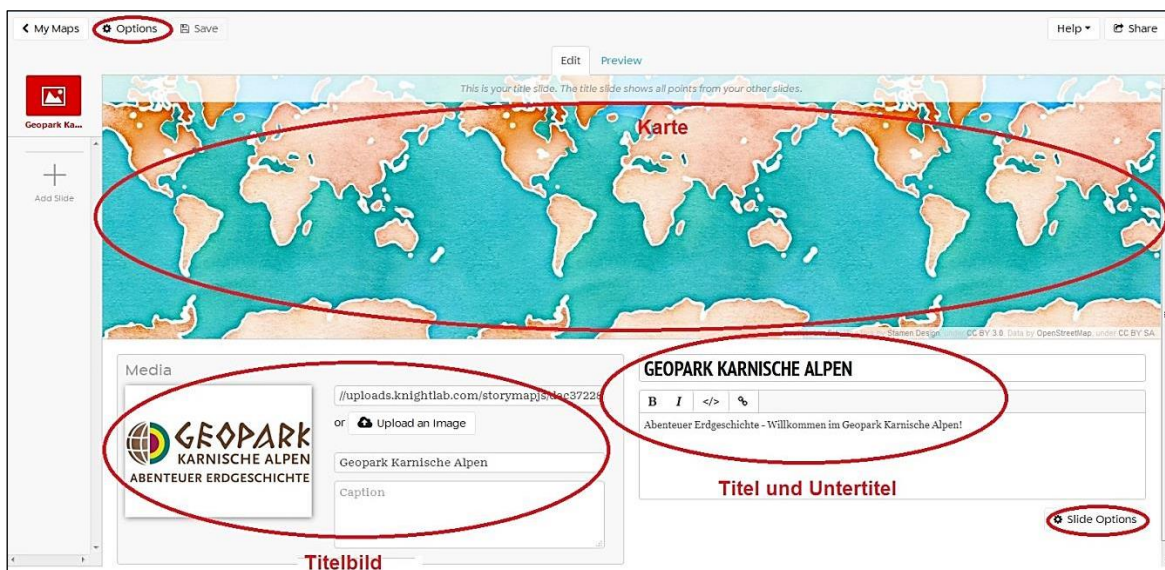 My Maps Options Save Help Share
Edit Preview
Geopark Ka...
Add Slide
This is your title slide. The title slide shows all points from your other slides.
Karte
Stamen Design, under CC BY 3.0. Data by OpenStreetMap, under CC BY SA
Media
//uploads.knightlab.com/storymapjs/dac37228
or Upload an Image
GEOPARK
KARNISCHE ALPEN
ABENTEUER ERDGESCHICHTE
Geopark Karnische Alpen
Caption
Titelbild
GEOPARK KARNISCHE ALPEN
B I </>
Abenteuer Erdgeschichte - Willkommen im Geopark Karnische Alpen!
Titel und Untertitel
Slide Options